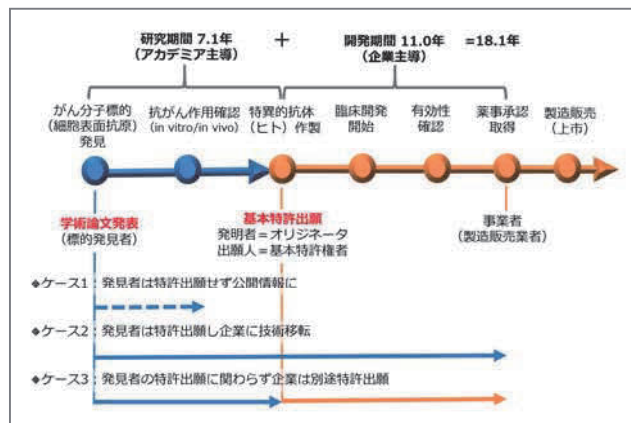 研究期間 7.1年 + 開発期間 11.0年 =18.1年
（アカデミア主導） （企業主導）
がん分子標的 抗がん作用確認 特異的抗体 臨床開発 有効性 薬事承認 製造販売
（細胞表面抗原） （in vitro/in vivo） （ヒト）作製 開始 確認 取得 （上市）
発見
学術論文発表 基本特許出願 事業者
（標的発見者） 発明者＝オリジネータ （製造販売業者）
出願人＝基本特許権者
◆ケース1：発見者は特許出願せず公開情報に
◆ケース2：発見者は特許出願し企業に技術移転
◆ケース3：発見者の特許出願に関わらず企業は別途特許出願